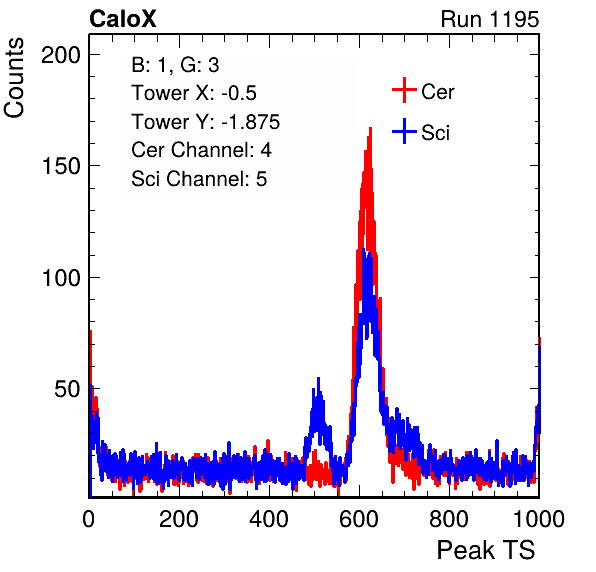 CaloX Run 1195
Counts
200
150
100
50
B: 1, G: 3
Tower X: -0.5
Tower Y: -1.875
Cer Channel: 4
Sci Channel: 5
Cer
Sci
0 200 400 600 800 1000
Peak TS